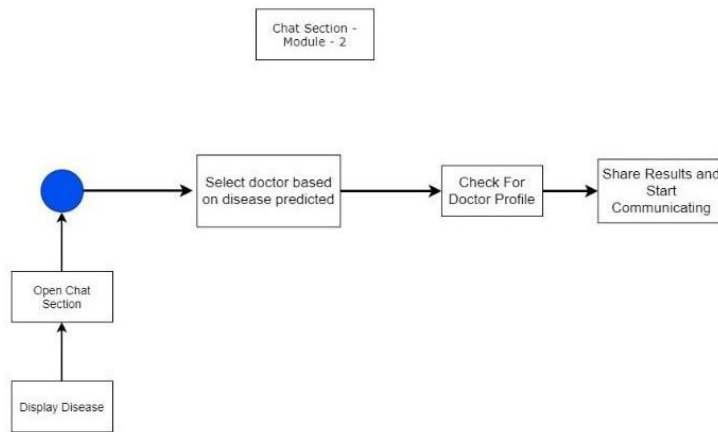 Chat Section -
Module - 2
Select doctor based
on disease predicted
Check For
Doctor Profile
Share Results and
Start
Communicating
Open Chat
Section
Display Disease